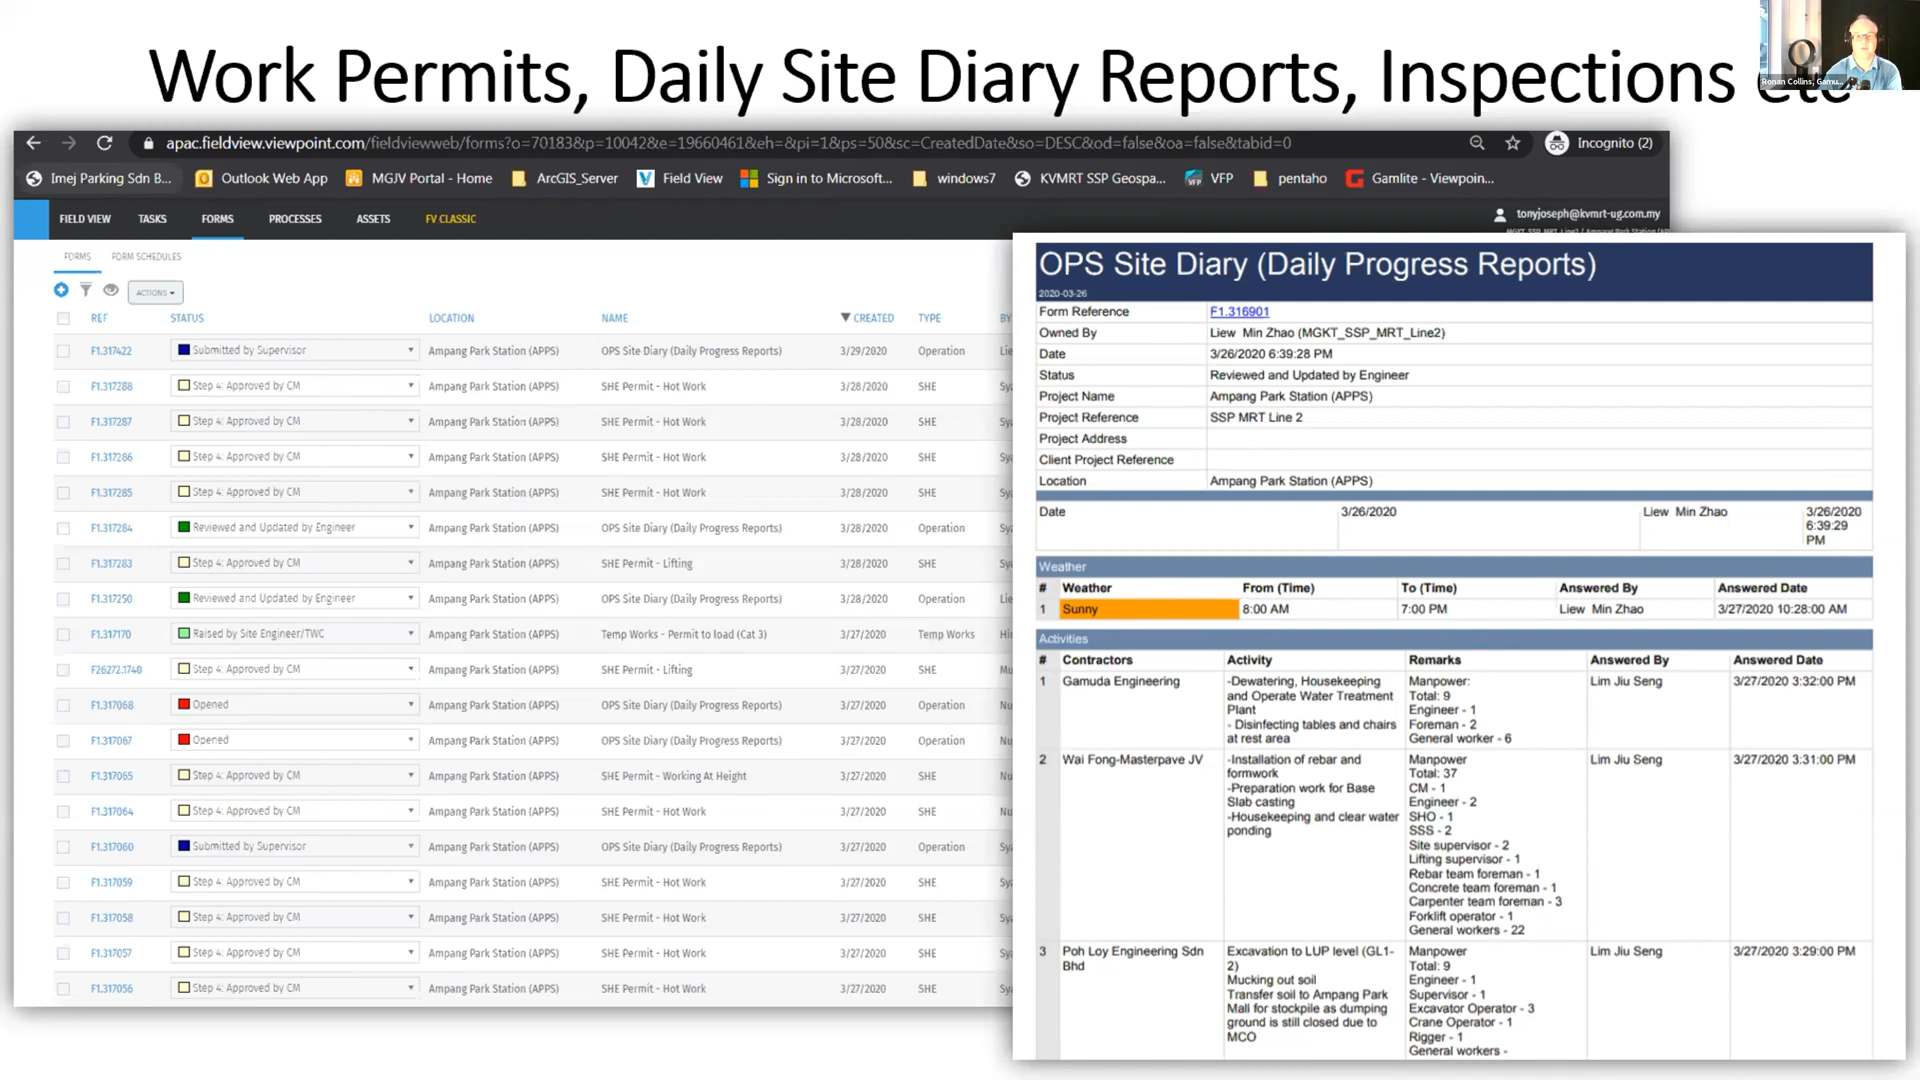 Work Permits, Daily Site Diary Reports, Inspections etc
Ronan Collins, Gamu...
apac.fieldview.viewpoint.com/fieldviewweb/forms?o=70183&p=10042&e=19660461&eh=&pi=1&ps=50&sc=CreatedDate&so=DESC&od=false&oa=false&tabid=0 Incognito (2)
Imej Parking Sdn B... Outlook Web App MGJV Portal - Home ArcGIS_Server Field View Sign in to Microsoft... windows7 KVMRT SSP Geospa... VFP pentaho Gamlite - Viewpoin...
FIELD VIEW TASKS FORMS PROCESSES ASSETS FV CLASSIC tonyjoseph@kvmrt-ug.com.my
FORMS FORM SCHEDULES
ACTIONS
REF STATUS LOCATION NAME CREATED TYPE BY
F1.317422 Submitted by Supervisor Ampang Park Station (APPS) OPS Site Diary (Daily Progress Reports) 3/29/2020 Operation Lie
F1.317288 Step 4: Approved by CM Ampang Park Station (APPS) SHE Permit - Hot Work 3/28/2020 SHE Sya
F1.317287 Step 4: Approved by CM Ampang Park Station (APPS) SHE Permit - Hot Work 3/28/2020 SHE Sya
F1.317286 Step 4: Approved by CM Ampang Park Station (APPS) SHE Permit - Hot Work 3/28/2020 SHE Sya
F1.317285 Step 4: Approved by CM Ampang Park Station (APPS) SHE Permit - Hot Work 3/28/2020 SHE Sya
F1.317284 Reviewed and Updated by Engineer Ampang Park Station (APPS) OPS Site Diary (Daily Progress Reports) 3/28/2020 Operation Sya
F1.317283 Step 4: Approved by CM Ampang Park Station (APPS) SHE Permit - Lifting 3/28/2020 SHE Sya
F1.317250 Reviewed and Updated by Engineer Ampang Park Station (APPS) OPS Site Diary (Daily Progress Reports) 3/28/2020 Operation Lie
F1.317170 Raised by Site Engineer/TWC Ampang Park Station (APPS) Temp Works - Permit to load (Cat 3) 3/27/2020 Temp Works Hir
F26272.1740 Step 4: Approved by CM Ampang Park Station (APPS) SHE Permit - Lifting 3/27/2020 SHE Mu
F1.317068 Opened Ampang Park Station (APPS) OPS Site Diary (Daily Progress Reports) 3/27/2020 Operation Nu
F1.317067 Opened Ampang Park Station (APPS) OPS Site Diary (Daily Progress Reports) 3/27/2020 Operation Nu
F1.317065 Step 4: Approved by CM Ampang Park Station (APPS) SHE Permit - Working At Height 3/27/2020 SHE Nu
F1.317064 Step 4: Approved by CM Ampang Park Station (APPS) SHE Permit - Hot Work 3/27/2020 SHE Nu
F1.317060 Submitted by Supervisor Ampang Park Station (APPS) OPS Site Diary (Daily Progress Reports) 3/27/2020 Operation Sya
F1.317059 Step 4: Approved by CM Ampang Park Station (APPS) SHE Permit - Hot Work 3/27/2020 SHE Sya
F1.317058 Step 4: Approved by CM Ampang Park Station (APPS) SHE Permit - Hot Work 3/27/2020 SHE Sya
F1.317057 Step 4: Approved by CM Ampang Park Station (APPS) SHE Permit - Hot Work 3/27/2020 SHE Sya
F1.317056 Step 4: Approved by CM Ampang Park Station (APPS) SHE Permit - Hot Work 3/27/2020 SHE Sya
OPS Site Diary (Daily Progress Reports)
2020-03-26
Form Reference F1.316901
Owned By Liew Min Zhao (MGKT_SSP_MRT_Line2)
Date 3/26/2020 6:39:28 PM
Status Reviewed and Updated by Engineer
Project Name Ampang Park Station (APPS)
Project Reference SSP MRT Line 2
Project Address
Client Project Reference
Location Ampang Park Station (APPS)
Date 3/26/2020 Liew Min Zhao 3/26/2020
6:39:29
PM
Weather
# Weather From (Time) To (Time) Answered By Answered Date
1 Sunny 8:00 AM 7:00 PM Liew Min Zhao 3/27/2020 10:28:00 AM
Activities
# Contractors Activity Remarks Answered By Answered Date
1 Gamuda Engineering -Dewatering, Housekeeping Manpower: Lim Jiu Seng 3/27/2020 3:32:00 PM
and Operate Water Treatment Total: 9
Plant Engineer - 1
- Disinfecting tables and chairs Foreman - 2
at rest area General worker - 6
2 Wai Fong-Masterpave JV -Installation of rebar and Manpower Lim Jiu Seng 3/27/2020 3:31:00 PM
formwork Total: 37
-Preparation work for Base CM - 1
Slab casting Engineer - 2
-Housekeeping and clear water SHO - 1
ponding SSS - 2
Site supervisor - 2
Lifting supervisor - 1
Rebar team foreman - 1
Concrete team foreman - 1
Carpenter team foreman - 3
Forklift operator - 1
General workers - 22
3 Poh Loy Engineering Sdn Excavation to LUP level (GL1- Manpower Lim Jiu Seng 3/27/2020 3:29:00 PM
Bhd 2) Total: 9
Mucking out soil Engineer - 1
Transfer soil to Ampang Park Supervisor - 1
Mall for stockpile as dumping Excavator Operator - 3
ground is still closed due to Crane Operator - 1
MCO Rigger - 1
General workers -